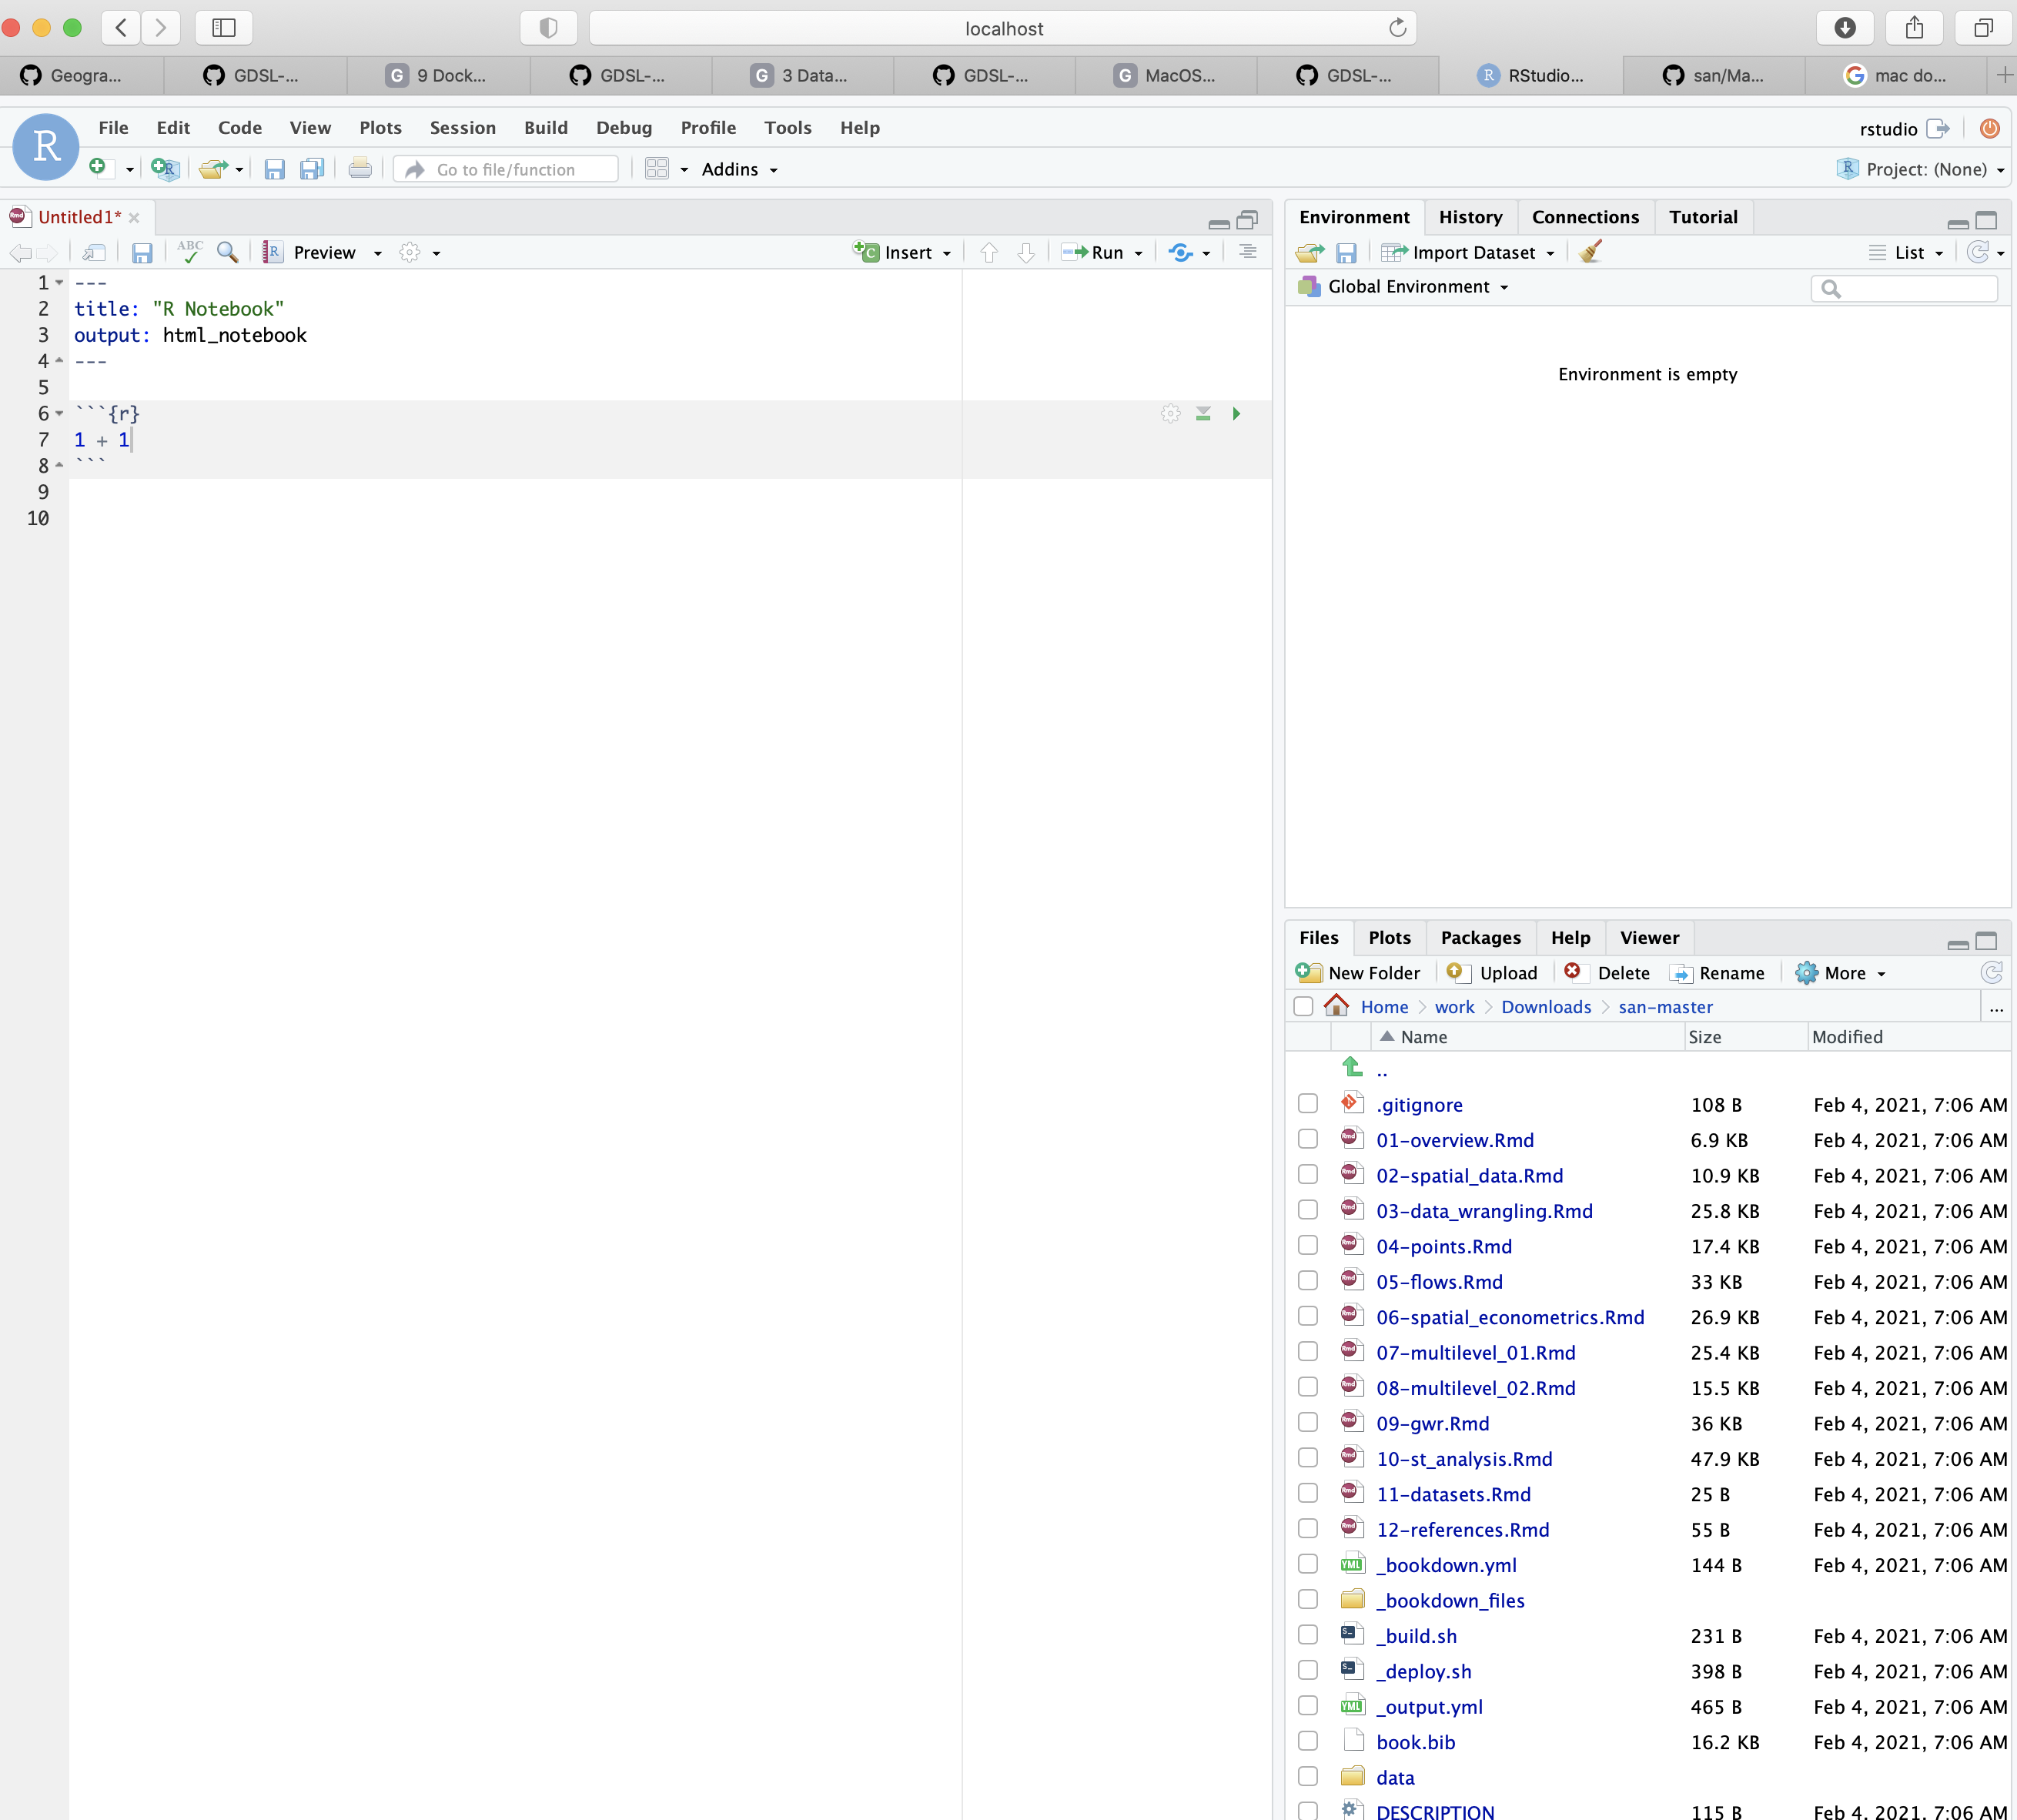 localhost
Geogra... GDSL-... G 9 Dock... GDSL-... G 3 Data... GDSL-... G MacOS... GDSL-... R RStudio... san/Ma... G mac do...
R File Edit Code View Plots Session Build Debug Profile Tools Help rstudio
Go to file/function Addins Project: (None)
Untitled1*
ABC Preview Insert Run
1 ---
2 title: "R Notebook"
3 output: html_notebook
4 ---
5
6 ```{r}
7 1 + 1
8 ```
9
10
Environment History Connections Tutorial
Import Dataset List
Global Environment
Environment is empty
Files Plots Packages Help Viewer
New Folder Upload Delete Rename More
Home work Downloads san-master ...
Name Size Modified
..
.gitignore 108 B Feb 4, 2021, 7:06 AM
01-overview.Rmd 6.9 KB Feb 4, 2021, 7:06 AM
02-spatial_data.Rmd 10.9 KB Feb 4, 2021, 7:06 AM
03-data_wrangling.Rmd 25.8 KB Feb 4, 2021, 7:06 AM
04-points.Rmd 17.4 KB Feb 4, 2021, 7:06 AM
05-flows.Rmd 33 KB Feb 4, 2021, 7:06 AM
06-spatial_econometrics.Rmd 26.9 KB Feb 4, 2021, 7:06 AM
07-multilevel_01.Rmd 25.4 KB Feb 4, 2021, 7:06 AM
08-multilevel_02.Rmd 15.5 KB Feb 4, 2021, 7:06 AM
09-gwr.Rmd 36 KB Feb 4, 2021, 7:06 AM
10-st_analysis.Rmd 47.9 KB Feb 4, 2021, 7:06 AM
11-datasets.Rmd 25 B Feb 4, 2021, 7:06 AM
12-references.Rmd 55 B Feb 4, 2021, 7:06 AM
_bookdown.yml 144 B Feb 4, 2021, 7:06 AM
_bookdown_files
_build.sh 231 B Feb 4, 2021, 7:06 AM
_deploy.sh 398 B Feb 4, 2021, 7:06 AM
_output.yml 465 B Feb 4, 2021, 7:06 AM
book.bib 16.2 KB Feb 4, 2021, 7:06 AM
data
DESCRIPTION 115 B Feb 4, 2021, 7:06 AM